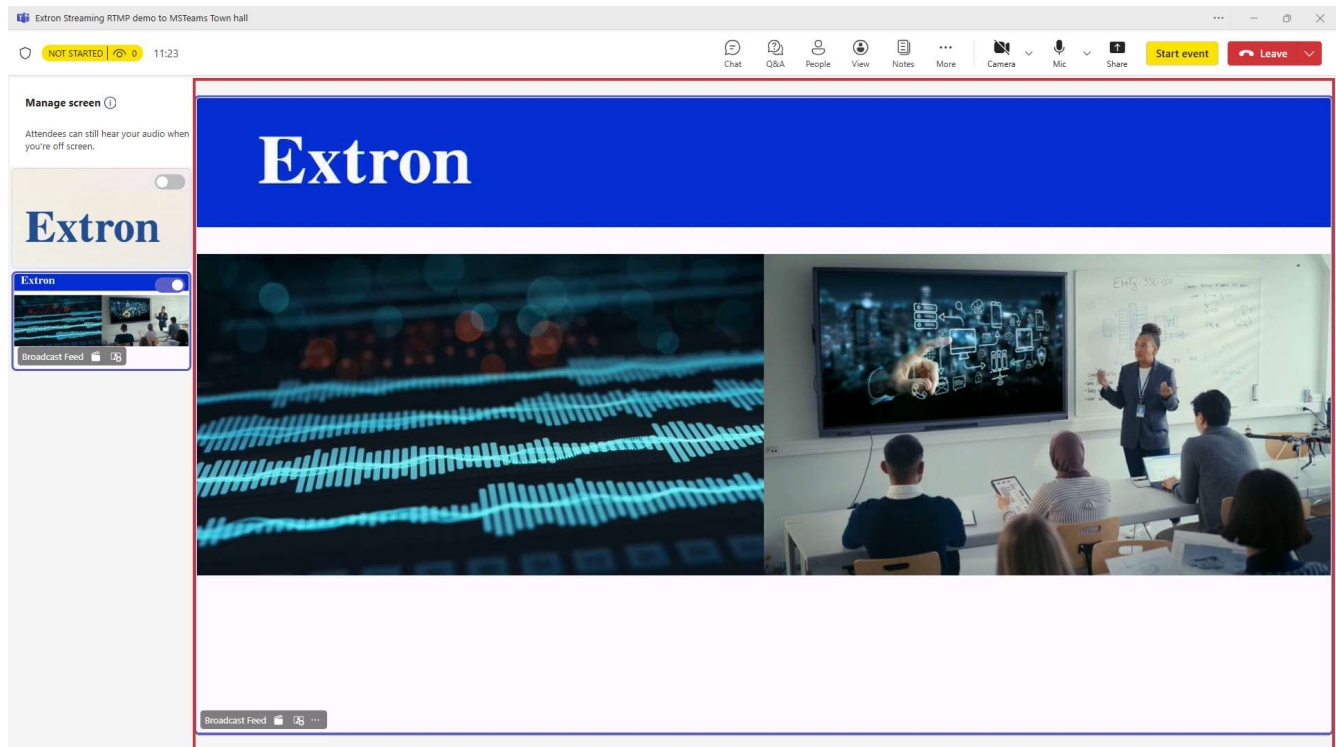 Extron Streaming RTMP demo to MSTeams Town hall
NOT STARTED 0 11:23
Chat Q&A People View Notes More Camera Mic Share Start event Leave
Manage screen
Attendees can still hear your audio when
you're off screen.
Extron
Extron
Broadcast Feed
Extron
Broadcast Feed